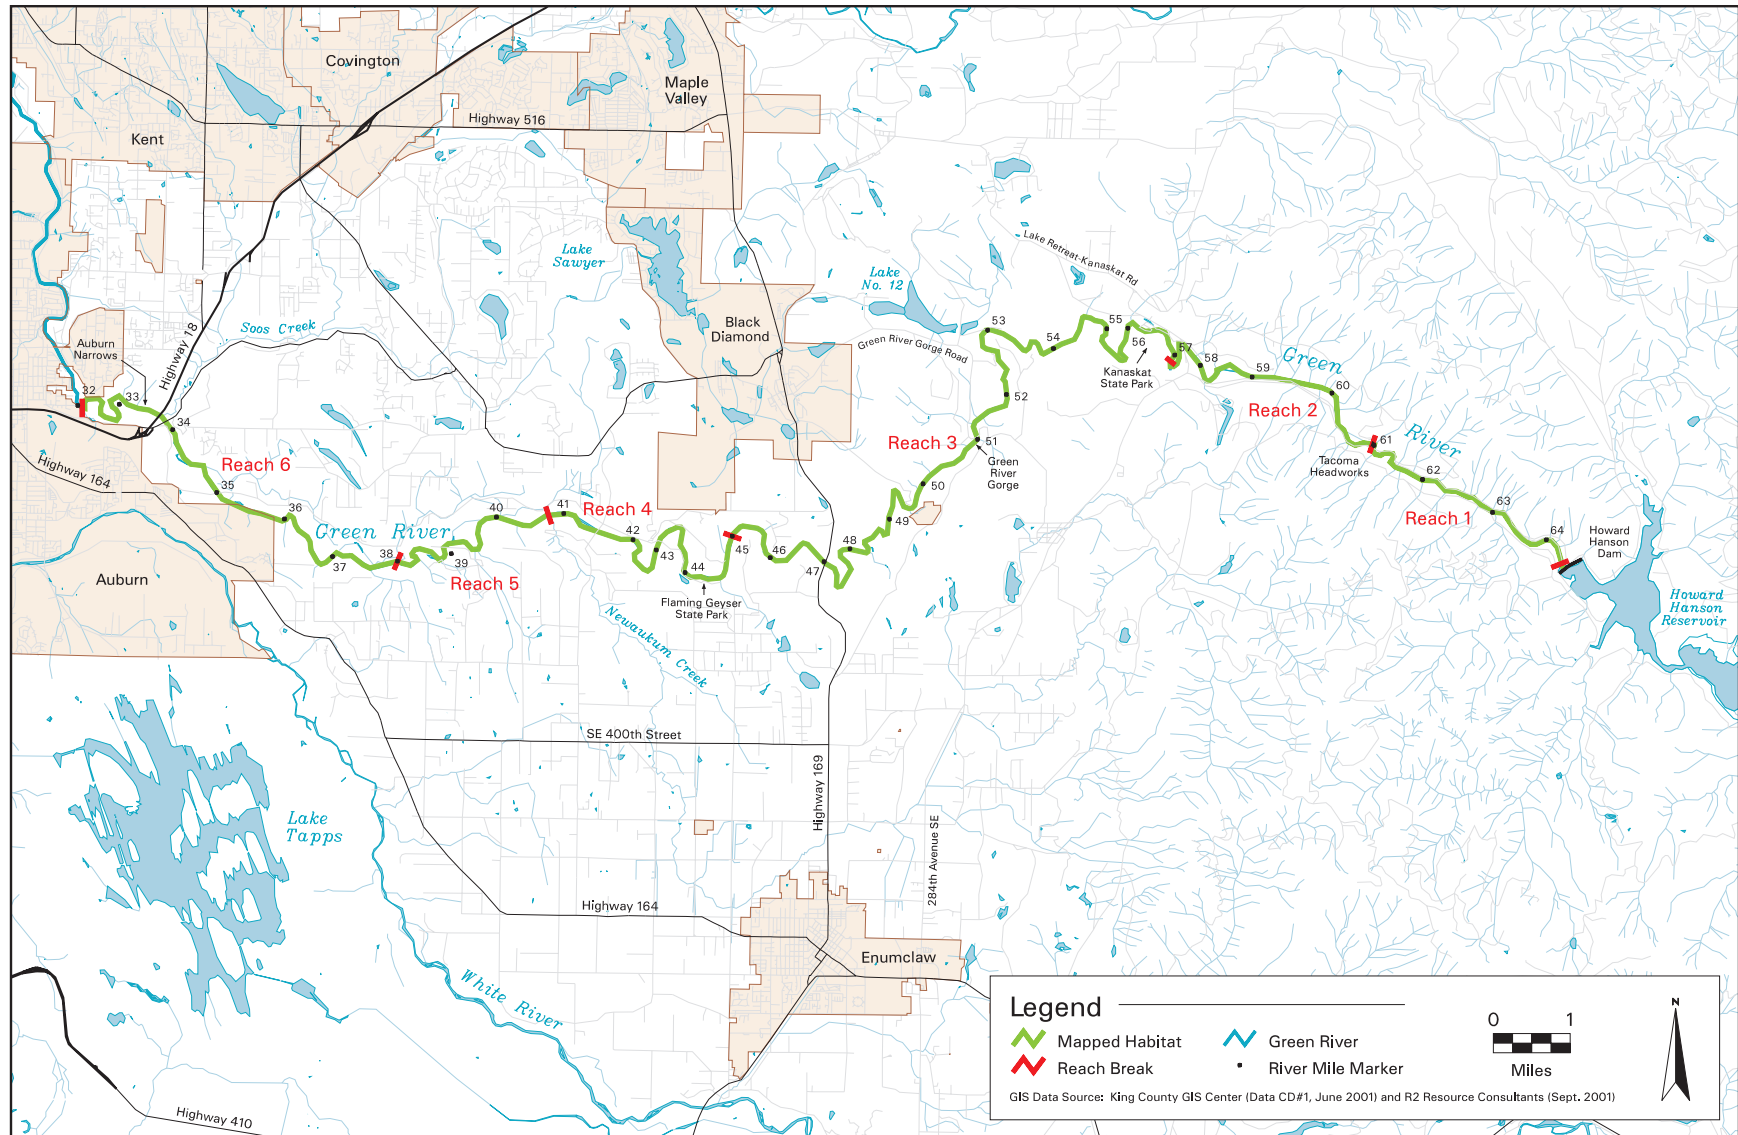 Covington
Maple
Valley
Highway 516
Kent
Lake
Sawyer
Lake Retreat-Kanaskat Rd
Lake
No. 12
Soos Creek
Highway 18
Auburn
Narrows
Black
Diamond
Green River Gorge Road
53
54
55
56
57
58
59
60
Kanaskat
State Park
Green
River
Reach 2
32
33
34
35
36
37
38
39
40
41
42
43
44
45
46
47
48
49
50
51
52
Reach 3
Green
River
Gorge
61
62
63
64
Tacoma
Headworks
Reach 1
Howard
Hanson
Dam
Howard
Hanson
Reservoir
Reach 6
Highway 164
Green River
Reach 5
Reach 4
Auburn
Flaming Geyser
State Park
Newaukum Creek
SE 400th Street
Highway 169
284th Avenue SE
Lake
Tapps
Highway 164
White River
Enumclaw
Highway 410
Legend
Mapped Habitat
Reach Break
Green River
River Mile Marker
0 1
Miles
N
GIS Data Source: King County GIS Center (Data CD#1, June 2001) and R2 Resource Consultants (Sept. 2001)